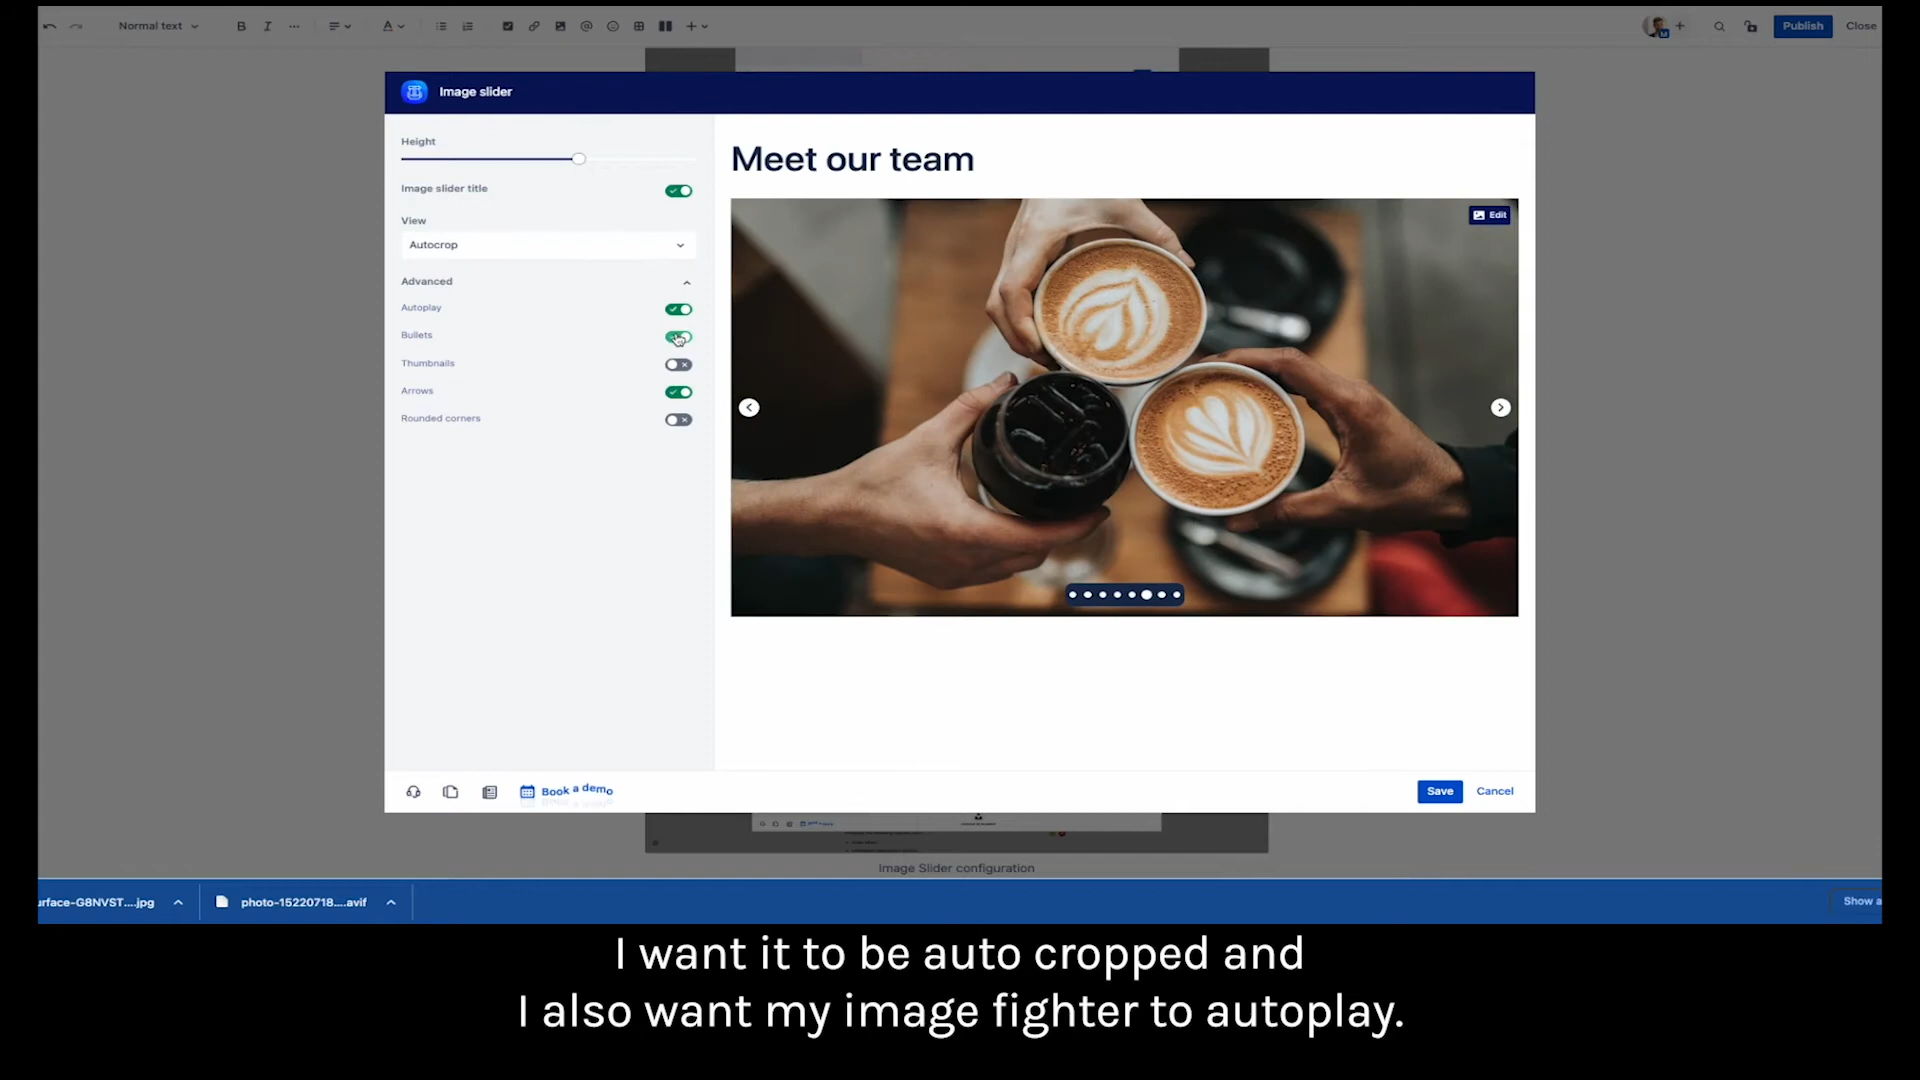 Normal text
B
I
A
Publish
Close
Image slider
Height
Image slider title
View
Autocrop
Advanced
Autoplay
Bullets
Thumbnails
Arrows
Rounded corners
Meet our team
Edit
Book a demo
Save
Cancel
Image Slider configuration
urface-G8NVST....jpg
photo-15220718....avif
Show a
I want it to be auto cropped and
I also want my image fighter to autoplay.